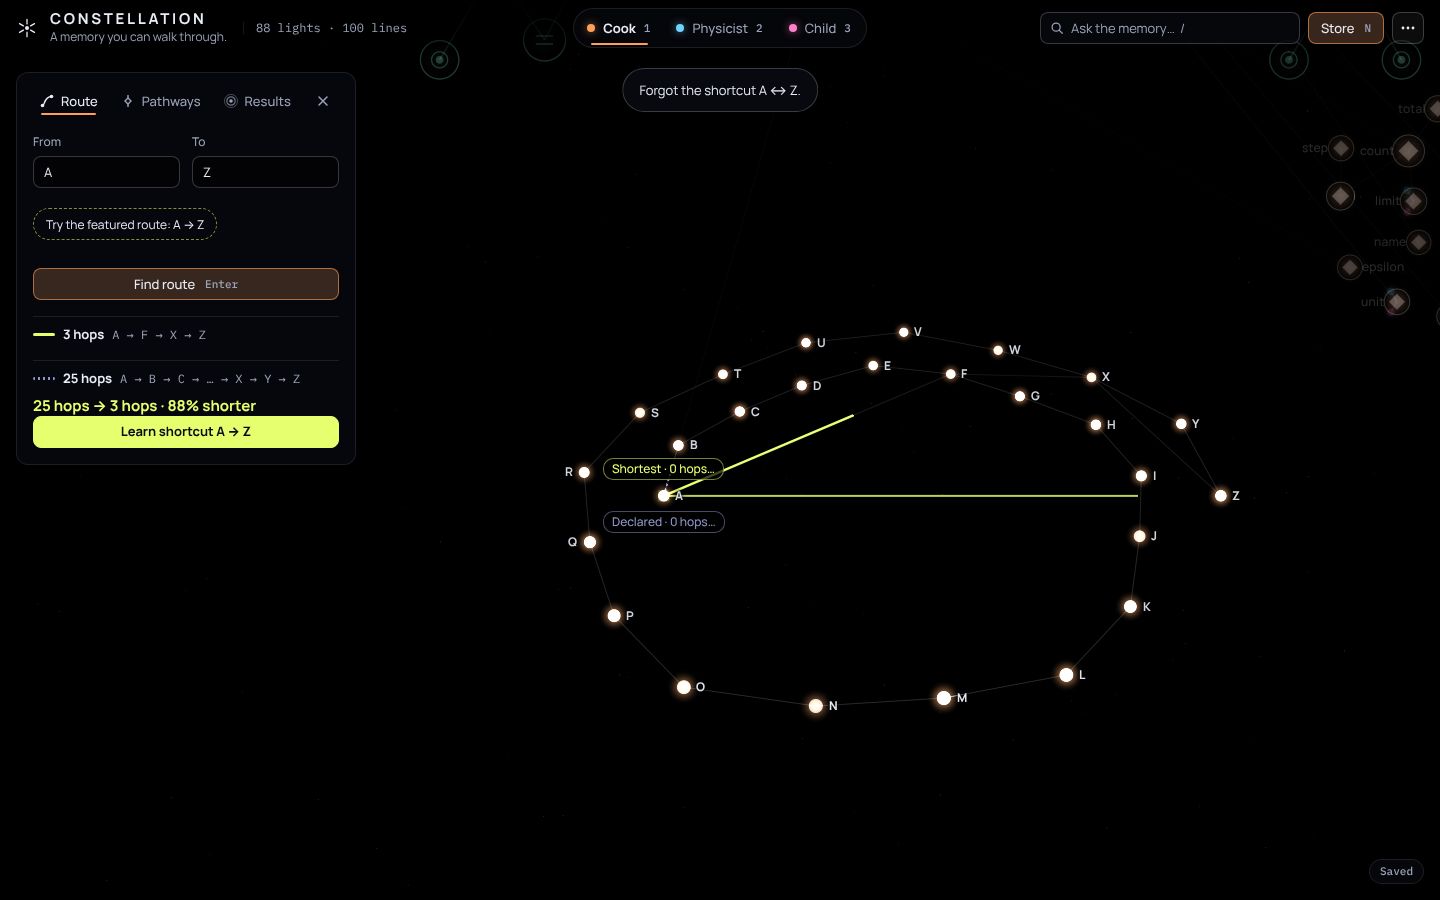 CONSTELLATION
A memory you can walk through.
88 lights · 100 lines
Cook 1
Physicist 2
Child 3
Ask the memory... /
Store N
Route
Pathways
Results
Forgot the shortcut A ↔ Z.
From
To
A
Z
Try the featured route: A → Z
Find route Enter
3 hops A → F → X → Z
25 hops A → B → C → … → X → Y → Z
25 hops → 3 hops · 88% shorter
Learn shortcut A → Z
total
step
count
limit
name
epsilon
unit
V
U
W
E
F
X
T
D
G
S
C
H
Y
B
R
Shortest · 0 hops…
I
A
Z
Declared · 0 hops…
Q
J
K
P
L
O
M
N
Saved